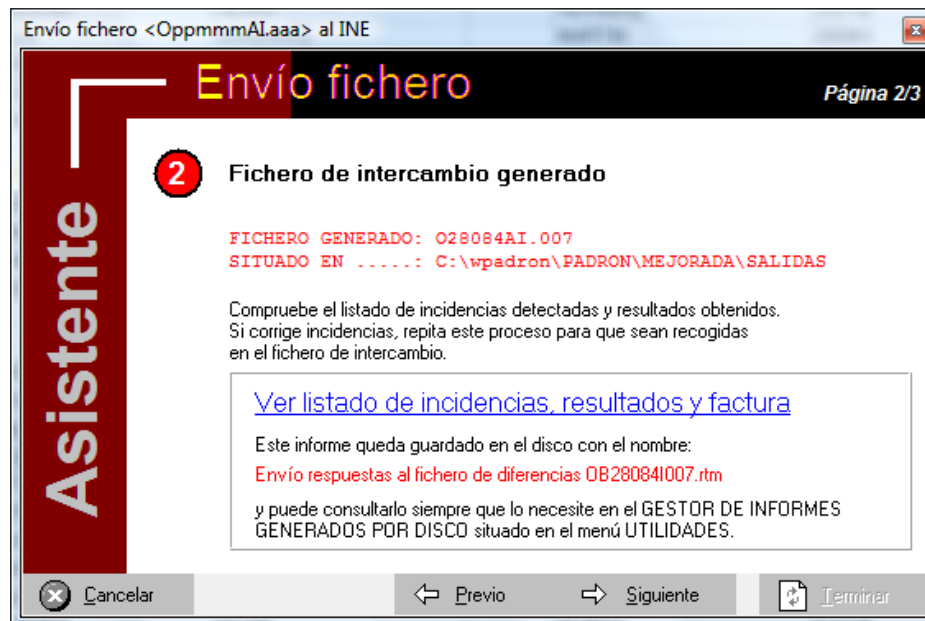 Envío fichero <OppmmmAI.aaa> al INE
Envío fichero
Página 2/3
Asistente
2
Fichero de intercambio generado
FICHERO GENERADO: O28084AI.007
SITUADO EN .....: C:\wpadron\PADRON\MEJORADA\SALIDAS
Compruebe el listado de incidencias detectadas y resultados obtenidos.
Si corrige incidencias, repita este proceso para que sean recogidas
en el fichero de intercambio.
Ver listado de incidencias, resultados y factura
Este informe queda guardado en el disco con el nombre:
Envío respuestas al fichero de diferencias OB28084I007.rtm
y puede consultarlo siempre que lo necesite en el GESTOR DE INFORMES
GENERADOS POR DISCO situado en el menú UTILIDADES.
Cancelar
Previo
Siguiente
Terminar